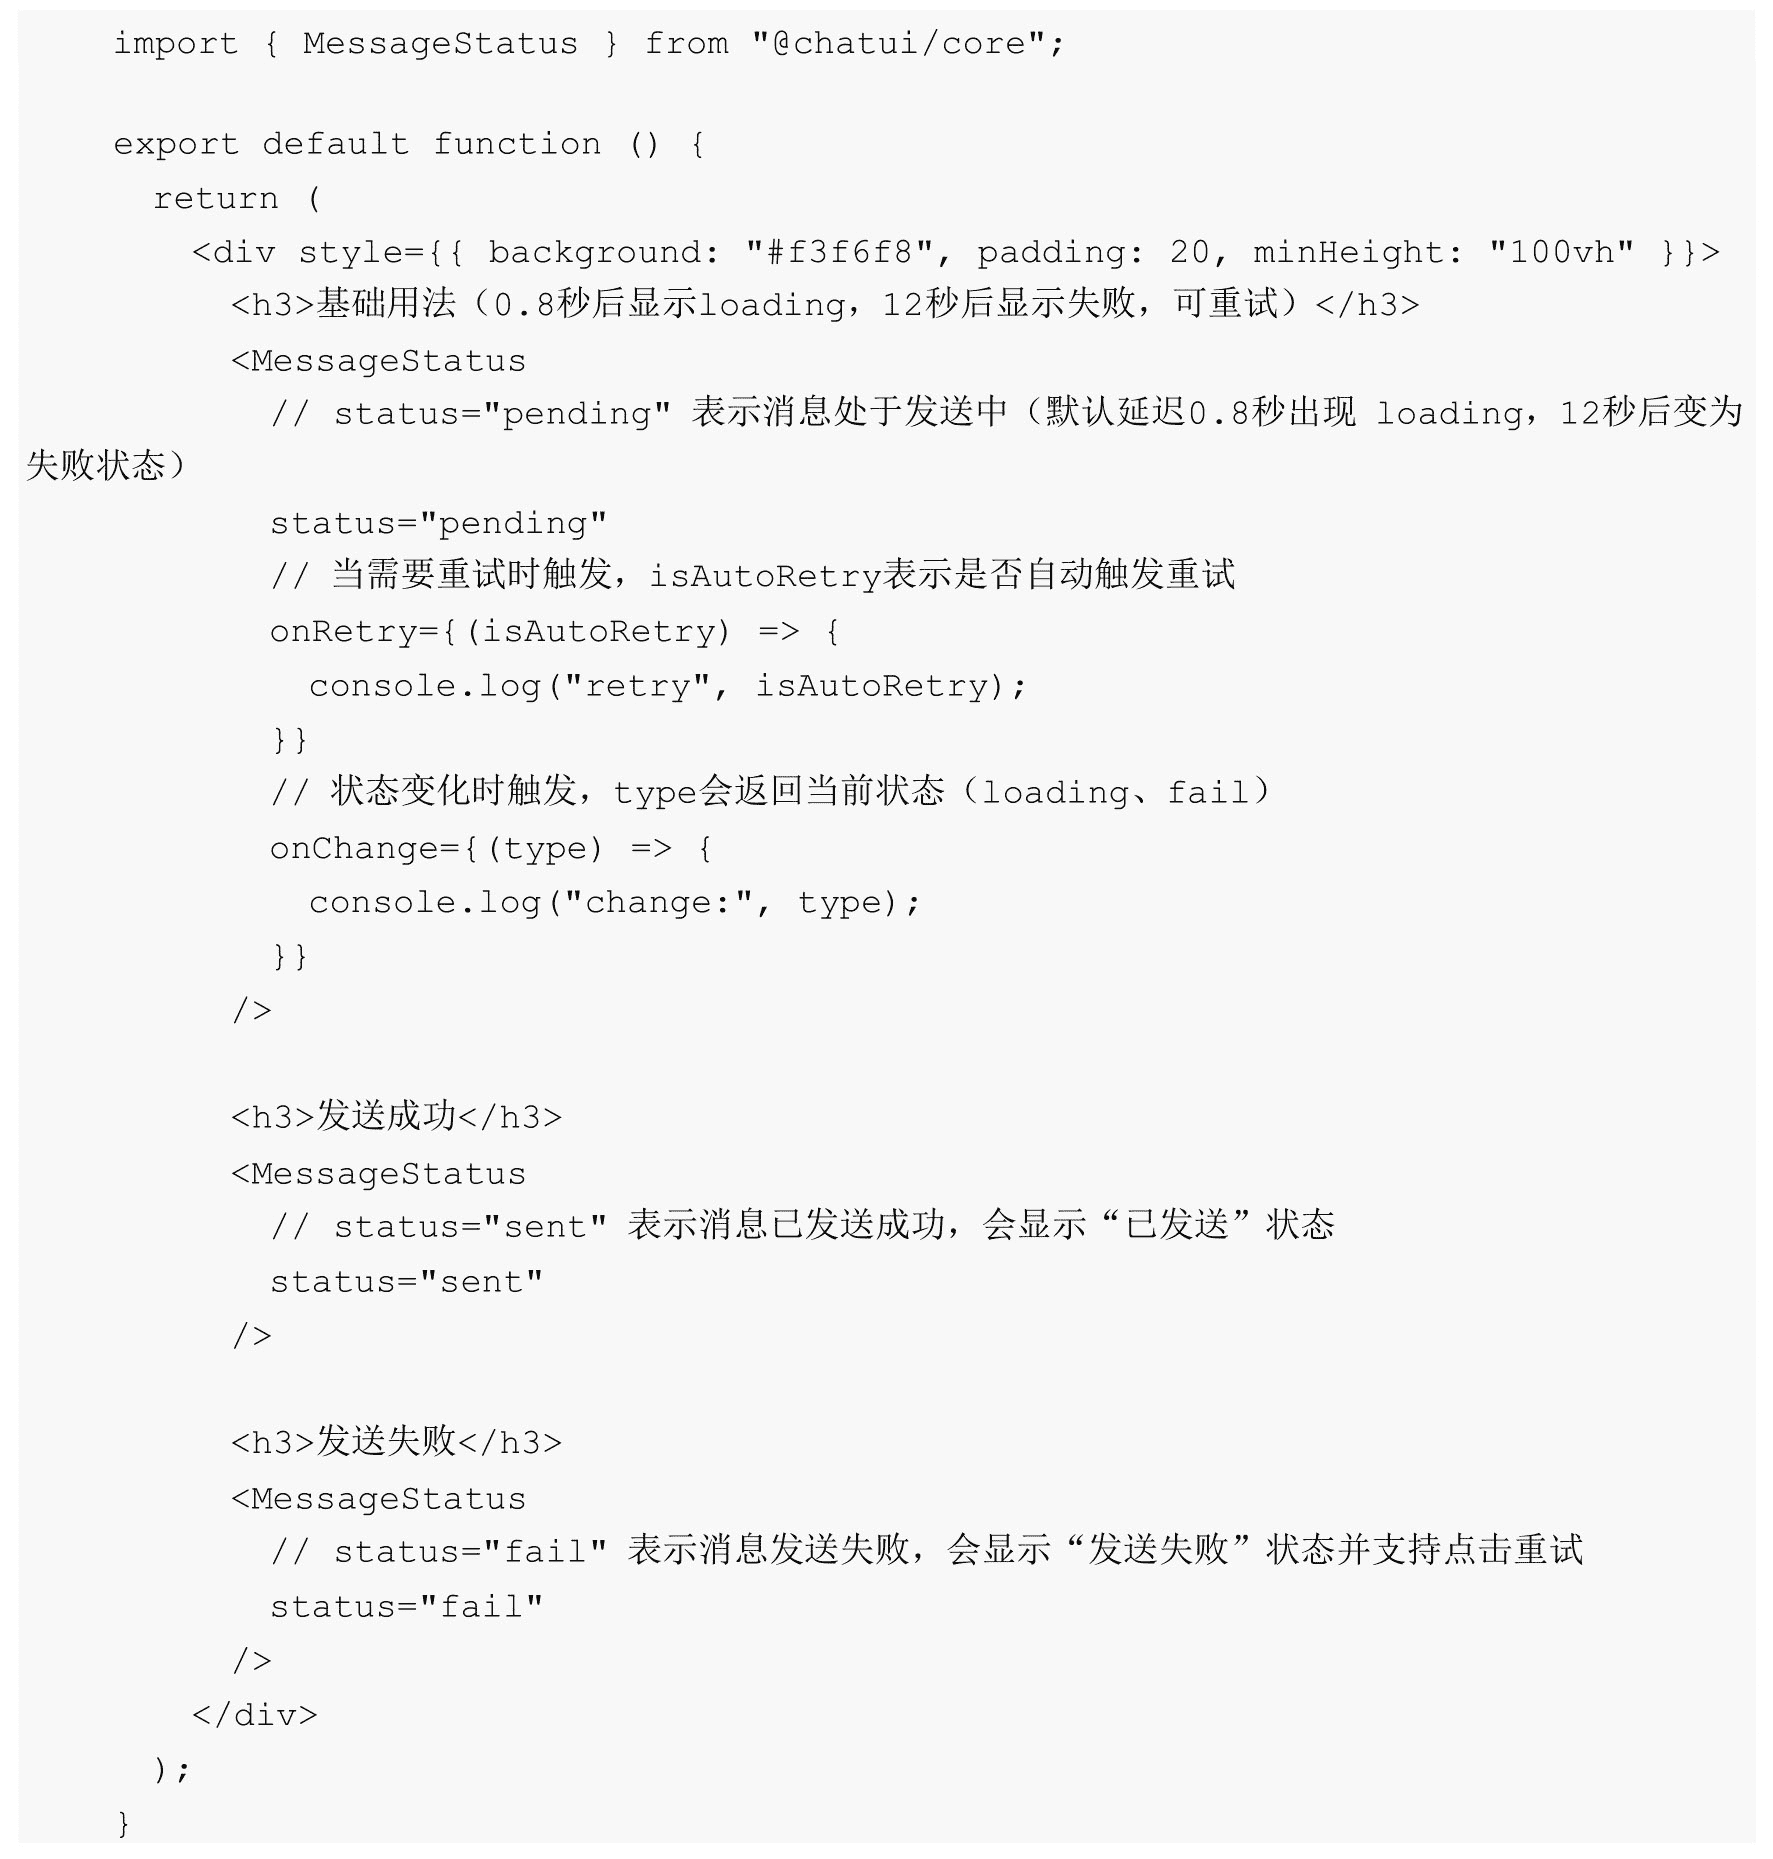 import { MessageStatus } from "@chatui/core";

export default function () {
  return (
    <div style={{ background: "#f3f6f8", padding: 20, minHeight: "100vh" }}>
      <h3>基础用法（0.8秒后显示loading，12秒后显示失败，可重试）</h3>
      <MessageStatus
        // status="pending" 表示消息处于发送中（默认延迟0.8秒出现 loading，12秒后变为
失败状态）
        status="pending"
        // 当需要重试时触发，isAutoRetry表示是否自动触发重试
        onRetry={(isAutoRetry) => {
          console.log("retry", isAutoRetry);
        }}
        // 状态变化时触发，type会返回当前状态（loading、fail）
        onChange={(type) => {
          console.log("change:", type);
        }}
      />

      <h3>发送成功</h3>
      <MessageStatus
        // status="sent" 表示消息已发送成功，会显示“已发送”状态
        status="sent"
      />

      <h3>发送失败</h3>
      <MessageStatus
        // status="fail" 表示消息发送失败，会显示“发送失败”状态并支持点击重试
        status="fail"
      />
    </div>
  );
}